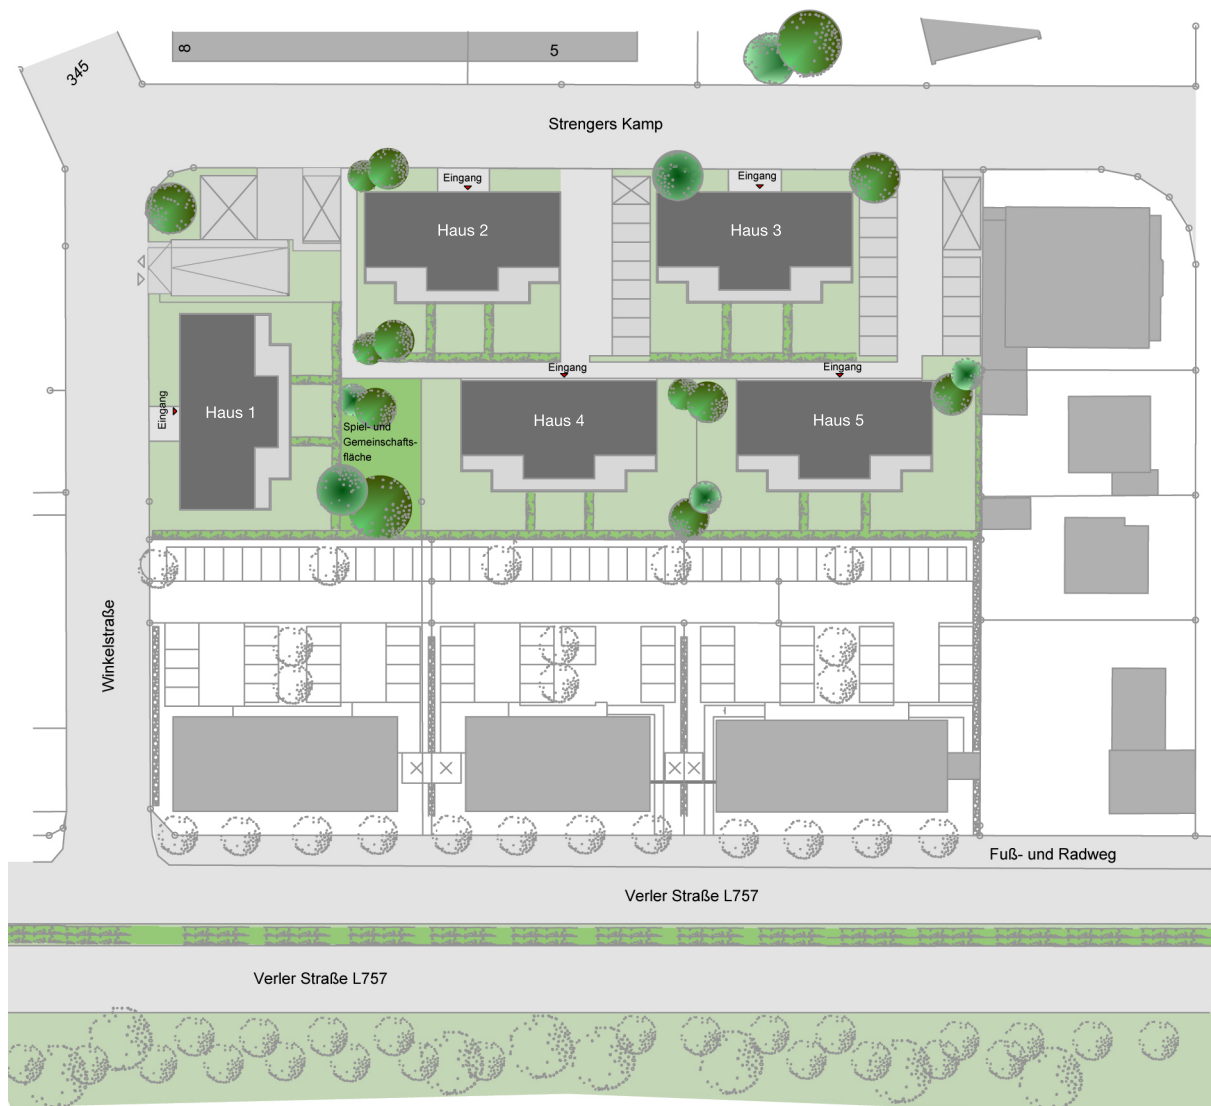 8
5
345
Strengers Kamp
Eingang
Eingang
Haus 2
Haus 3
Eingang
Eingang
Eingang
Haus 1
Haus 4
Haus 5
Spiel- und
Gemeinschafts-
fläche
Winkelstraße
Fuß- und Radweg
Verler Straße L757
Verler Straße L757